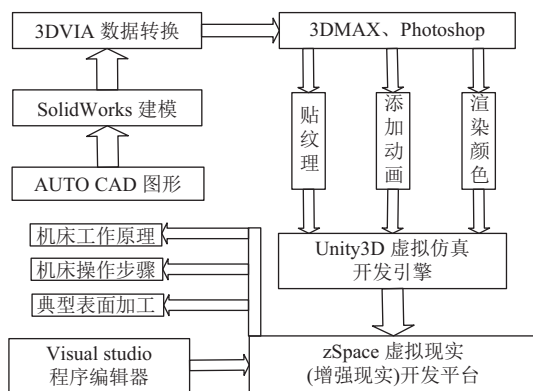 3DVIA 数据转换
3DMAX、Photoshop
SolidWorks 建模
AUTO CAD 图形
贴纹理
添加动画
渲染颜色
Unity3D 虚拟仿真
开发引擎
机床工作原理
机床操作步骤
典型表面加工
Visual studio
程序编辑器
zSpace 虚拟现实
(增强现实)开发平台